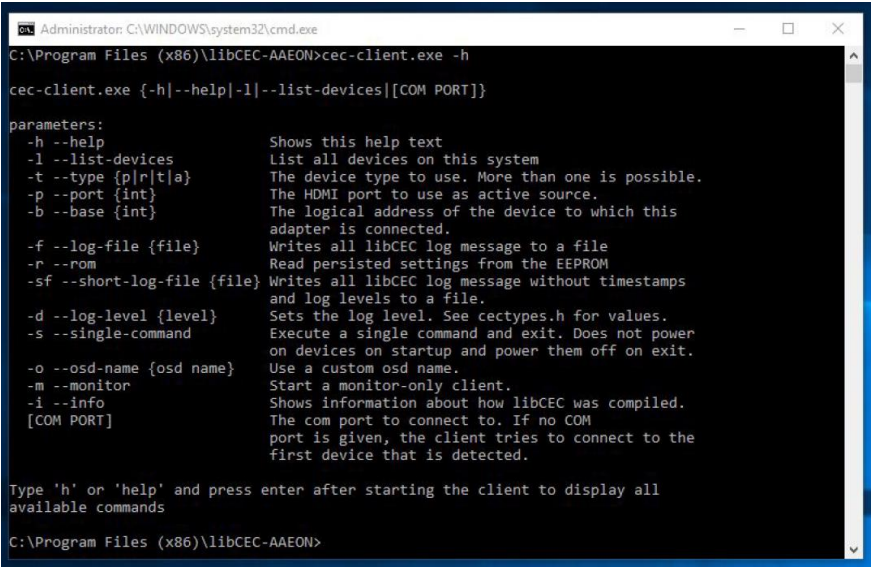 Administrator: C:\WINDOWS\system32\cmd.exe
C:\Program Files (x86)\libCEC-AAEON>cec-client.exe -h
cec-client.exe {-h|--help|-l|--list-devices|[COM PORT]}
parameters:
-h --help Shows this help text
-l --list-devices List all devices on this system
-t --type {p|r|t|a} The device type to use. More than one is possible.
-p --port {int} The HDMI port to use as active source.
-b --base {int} The logical address of the device to which this
adapter is connected.
-f --log-file {file} Writes all libCEC log message to a file
-r --rom Read persisted settings from the EEPROM
-sf --short-log-file {file} Writes all libCEC log message without timestamps
and log levels to a file.
-d --log-level {level} Sets the log level. See cectypes.h for values.
-s --single-command Execute a single command and exit. Does not power
on devices on startup and power them off on exit.
-o --osd-name {osd name} Use a custom osd name.
-m --monitor Start a monitor-only client.
-i --info Shows information about how libCEC was compiled.
[COM PORT] The com port to connect to. If no COM
port is given, the client tries to connect to the
first device that is detected.
Type 'h' or 'help' and press enter after starting the client to display all
available commands
C:\Program Files (x86)\libCEC-AAEON>